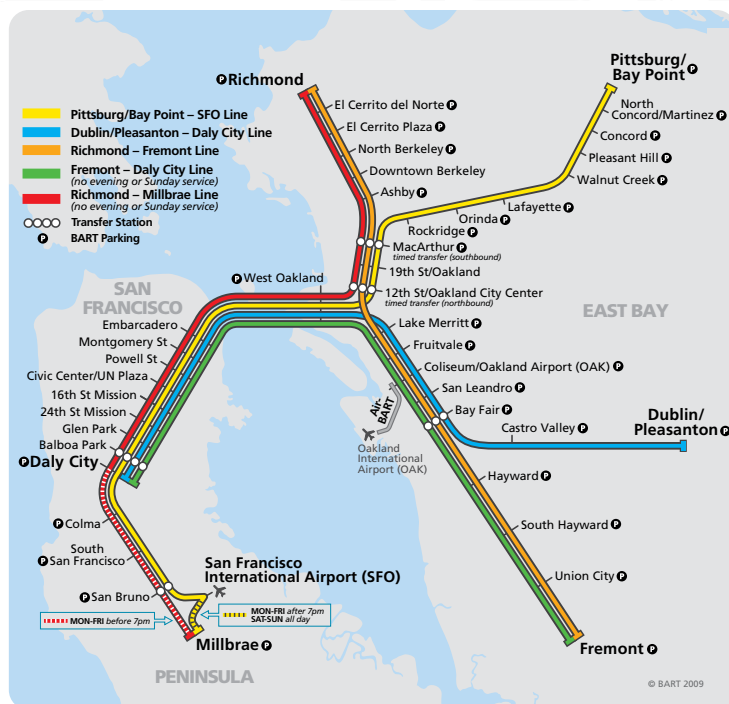 Richmond
Pittsburg/
Bay Point
Pittsburg/Bay Point – SFO Line
Dublin/Pleasanton – Daly City Line
Richmond – Fremont Line
Fremont – Daly City Line
(no evening or Sunday service)
Richmond – Millbrae Line
(no evening or Sunday service)
Transfer Station
P BART Parking
El Cerrito del Norte P
El Cerrito Plaza P
North Berkeley P
Downtown Berkeley
Ashby P
North
Concord/Martinez P
Concord P
Pleasant Hill P
Walnut Creek P
Lafayette P
Orinda P
Rockridge P
MacArthur P
timed transfer (southbound)
19th St/Oakland
12th St/Oakland City Center
timed transfer (northbound)
P West Oakland
SAN
FRANCISCO
EAST BAY
Embarcadero
Montgomery St
Powell St
Civic Center/UN Plaza
16th St Mission
24th St Mission
Glen Park
Balboa Park
P Daly City
Lake Merritt P
Fruitvale P
Coliseum/Oakland Airport (OAK) P
San Leandro P
Bay Fair P
Castro Valley P
Dublin/
Pleasanton P
Air-
BART
Oakland
International
Airport (OAK)
Hayward P
South Hayward P
Union City P
Fremont P
P Colma
South
P San Francisco
P San Bruno
San Francisco
International Airport (SFO)
MON-FRI before 7pm
MON-FRI after 7pm
SAT-SUN all day
Millbrae P
PENINSULA
© BART 2009